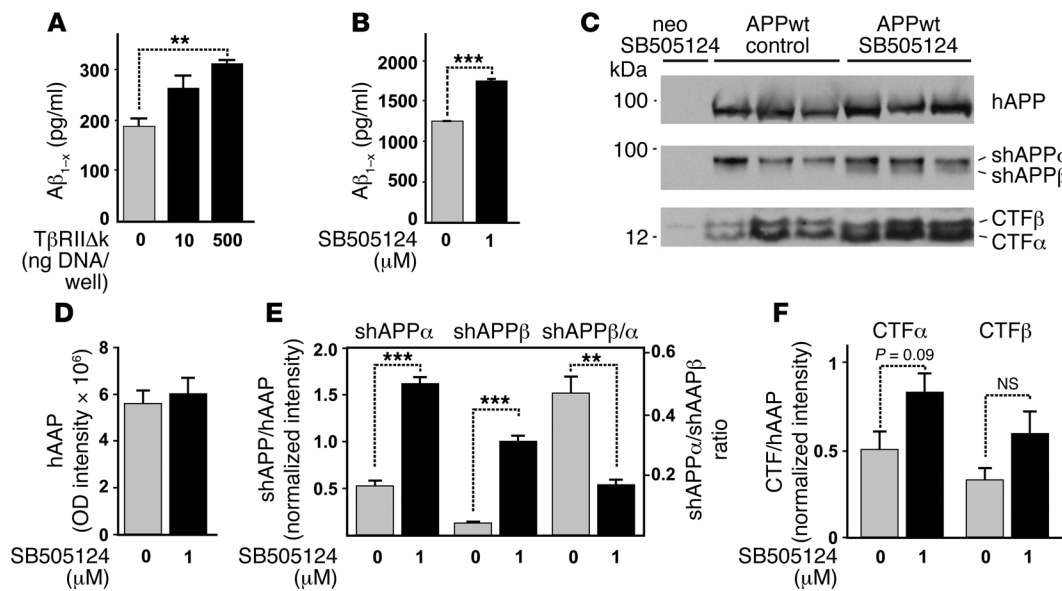 A
**
Aβ1–x (pg/ml)
300
200
100
0
TβRIIΔk
(ng DNA/
well)
0 10 500
B
***
Aβ1–x (pg/ml)
2000
1700
1300
500
0
SB505124
(μM)
0 1
C
neo
SB505124
APPwt
control
APPwt
SB505124
kDa
100
hAPP
100
shAPPα
shAPPβ
12
CTFβ
CTFα
D
hAAP
(OD intensity × 10⁶)
8
6
4
2
0
SB505124
(μM)
0 1
E
shAPPα shAPPβ shAPPβ/α
*** *** **
shAPP/hAAP
(normalized intensity)
2.0
1.5
1.0
0.5
0.6
0.4
0.2
shAPPα/shAAPβ
ratio
SB505124
(μM)
0 1 0 1 0 1
F
CTFα CTFβ
P = 0.09
NS
CTF/hAAP
(normalized intensity)
1
0.5
0
SB505124
(μM)
0 1 0 1